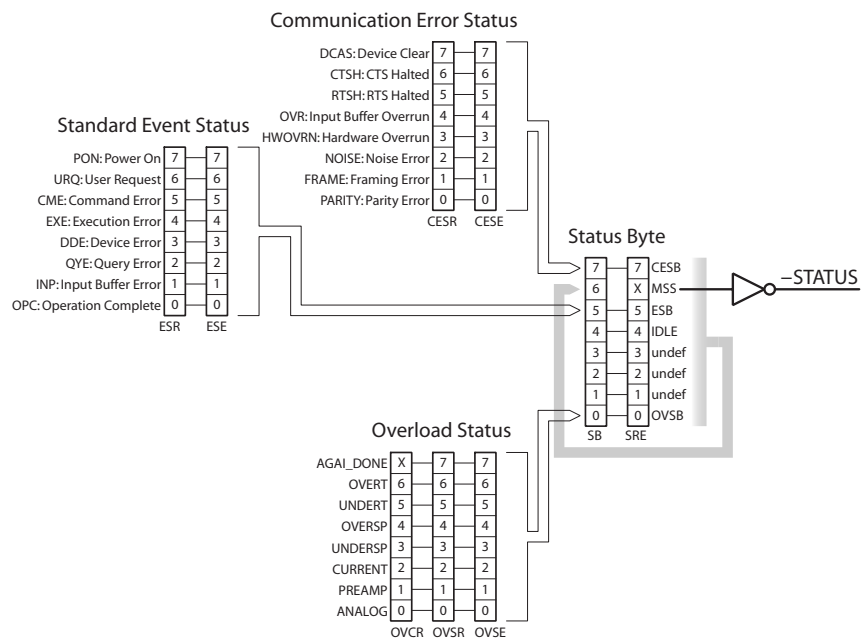 Communication Error Status
DCAS: Device Clear 7 7
CTSH: CTS Halted 6 6
RTSH: RTS Halted 5 5
OVR: Input Buffer Overrun 4 4
HWOVRN: Hardware Overrun 3 3
NOISE: Noise Error 2 2
FRAME: Framing Error 1 1
PARITY: Parity Error 0 0
CESR CESE
Standard Event Status
PON: Power On 7 7
URQ: User Request 6 6
CME: Command Error 5 5
EXE: Execution Error 4 4
DDE: Device Error 3 3
QYE: Query Error 2 2
INP: Input Buffer Error 1 1
OPC: Operation Complete 0 0
ESR ESE
Status Byte
7 7 CESB
6 X MSS
5 5 ESB
4 4 IDLE
3 3 undef
2 2 undef
1 1 undef
0 0 OVSB
SB SRE
–STATUS
Overload Status
AGAI_DONE X 7 7
OVERT 6 6 6
UNDERT 5 5 5
OVERSP 4 4 4
UNDERSP 3 3 3
CURRENT 2 2 2
PREAMP 1 1 1
ANALOG 0 0 0
OVCR OVSR OVSE